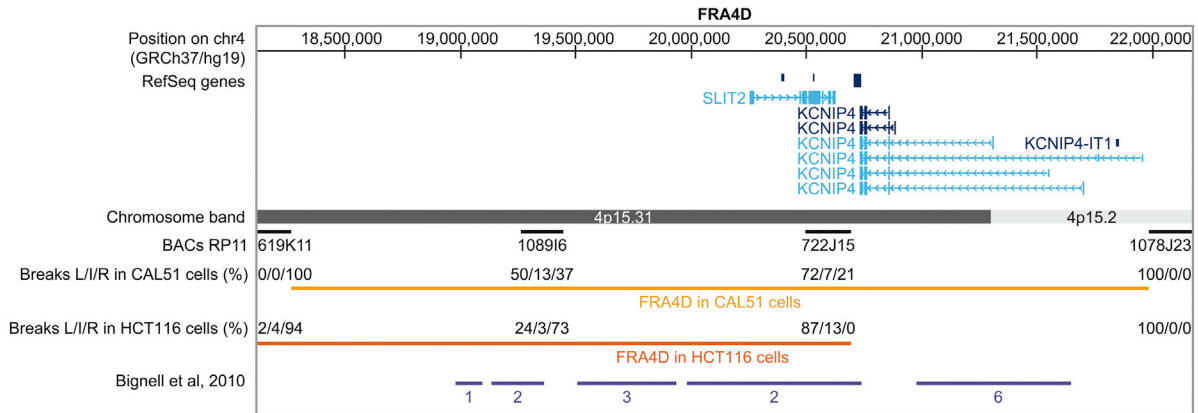 FRA4D
Position on chr4 (GRCh37/hg19)
18,500,000 19,000,000 19,500,000 20,000,000 20,500,000 21,000,000 21,500,000 22,000,000
RefSeq genes
SLIT2
KCNIP4
KCNIP4
KCNIP4 KCNIP4-IT1
KCNIP4
KCNIP4
KCNIP4
Chromosome band 4p15.31 4p15.2
BACs RP11 619K11 1089I6 722J15 1078J23
Breaks L/I/R in CAL51 cells (%) 0/0/100 50/13/37 72/7/21 100/0/0
FRA4D in CAL51 cells
Breaks L/I/R in HCT116 cells (%) 2/4/94 24/3/73 87/13/0 100/0/0
FRA4D in HCT116 cells
Bignell et al, 2010
1 2 3 2 6